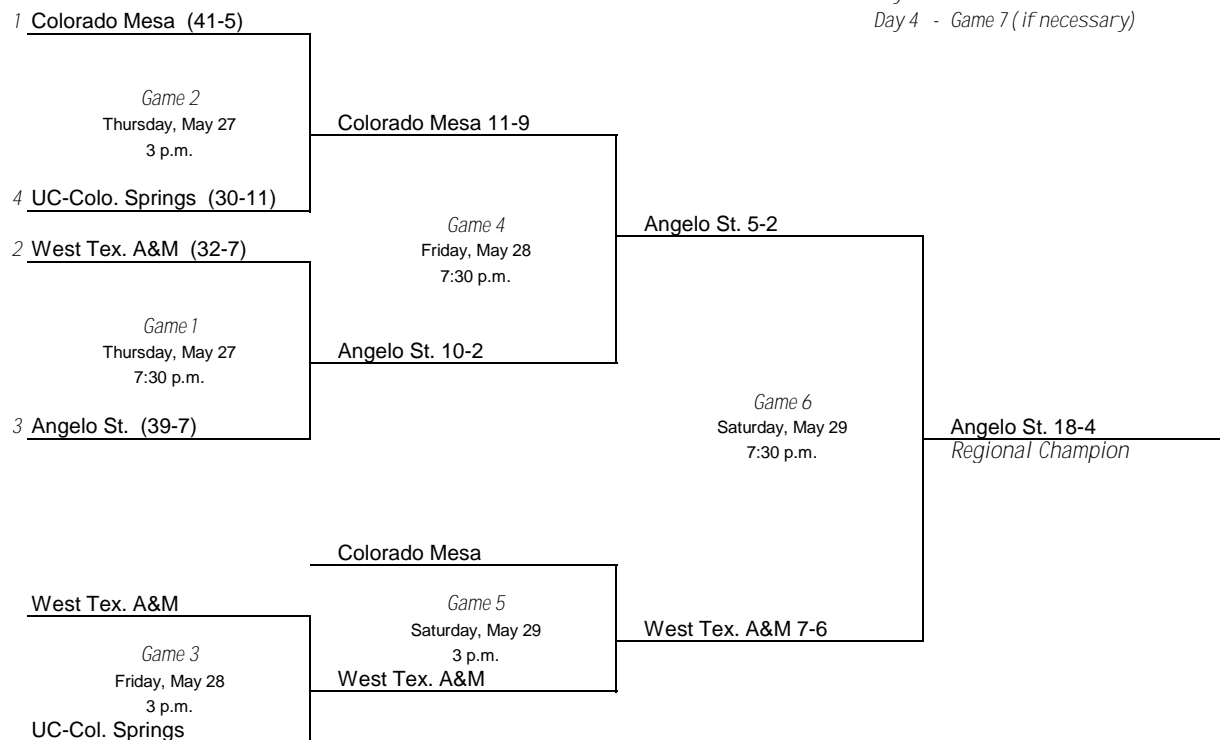 Day 4 - Game 7 ( if necessary)
1 Colorado Mesa (41-5)
Game 2
Thursday, May 27
3 p.m.
Colorado Mesa 11-9
4 UC-Colo. Springs (30-11)
Game 4
Friday, May 28
7:30 p.m.
Angelo St. 5-2
2 West Tex. A&M (32-7)
Game 1
Thursday, May 27
7:30 p.m.
Angelo St. 10-2
3 Angelo St. (39-7)
Game 6
Saturday, May 29
7:30 p.m.
Angelo St. 18-4
Regional Champion
Colorado Mesa
West Tex. A&M
Game 5
Saturday, May 29
3 p.m.
West Tex. A&M 7-6
Game 3
Friday, May 28
3 p.m.
West Tex. A&M
UC-Col. Springs